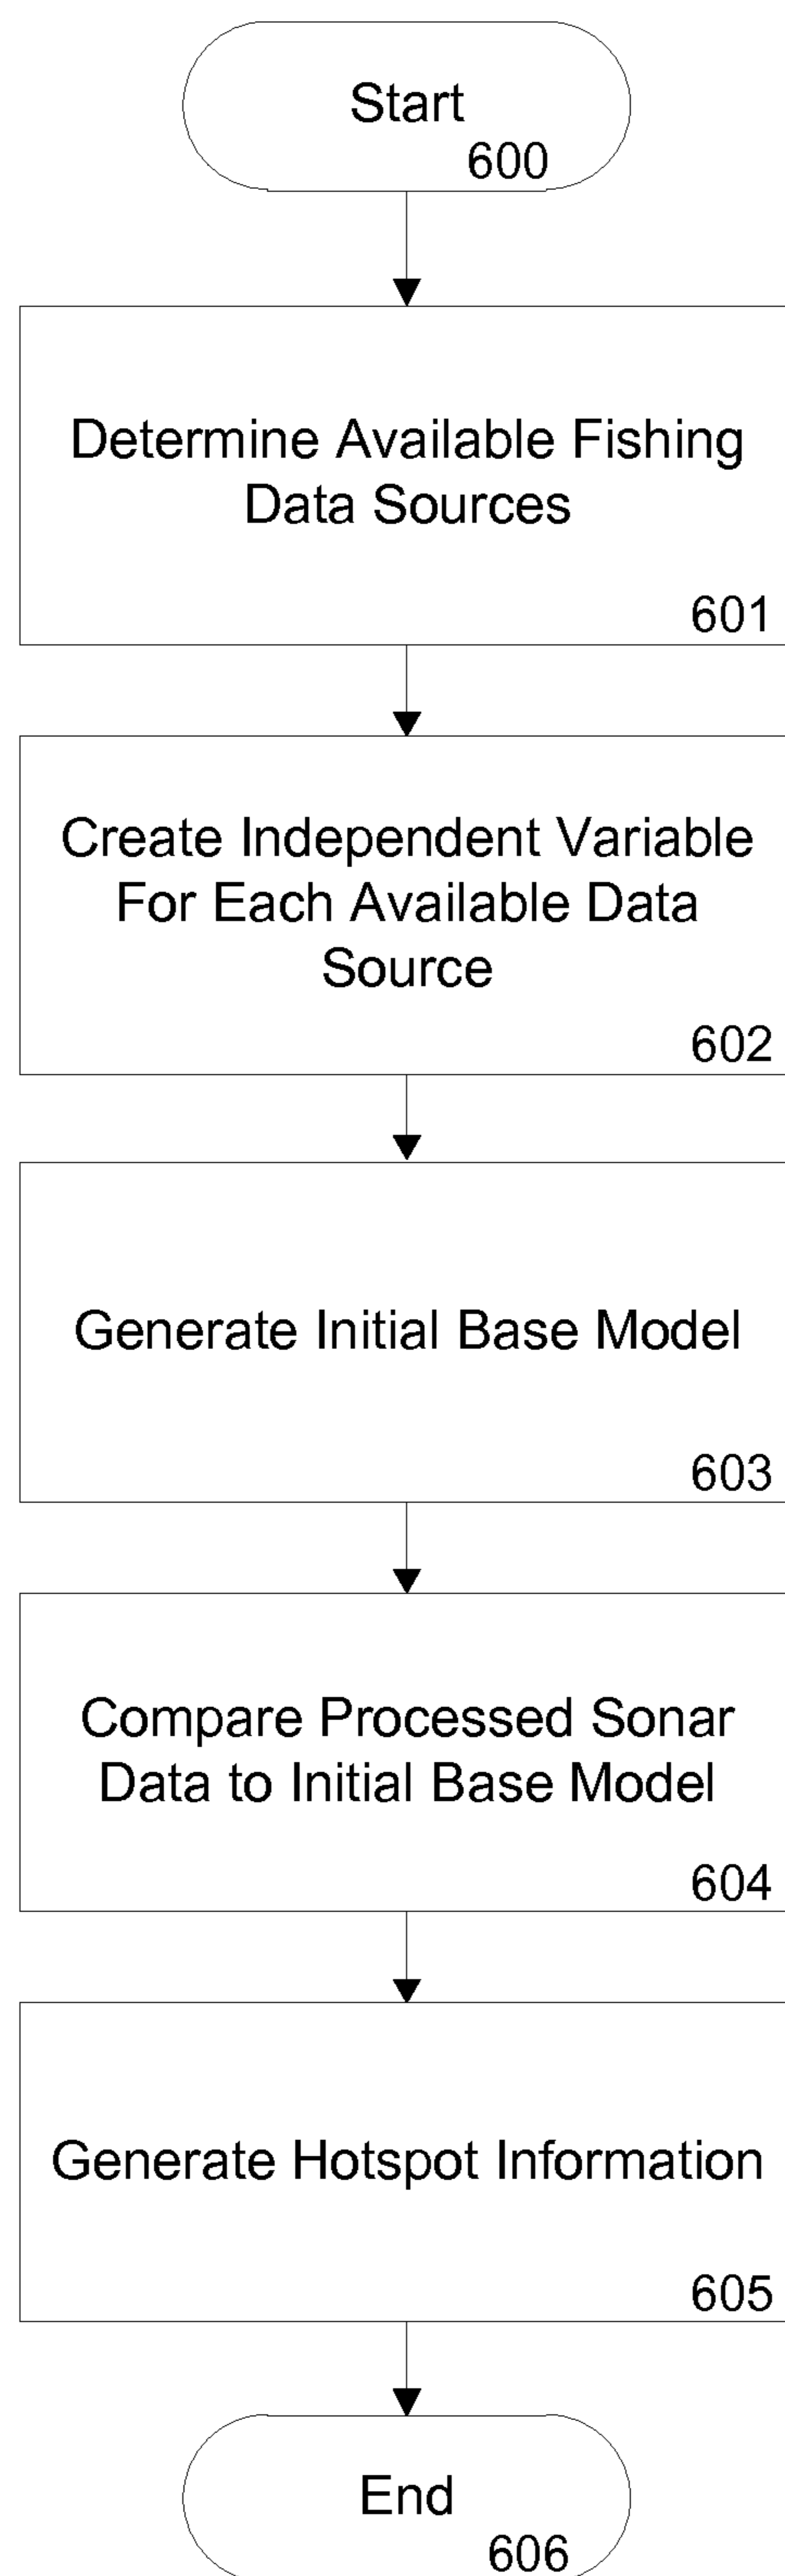 Start
600
Determine Available Fishing
Data Sources
601
Create Independent Variable
For Each Available Data
Source
602
Generate Initial Base Model
603
Compare Processed Sonar
Data to Initial Base Model
604
Generate Hotspot Information
605
End
606